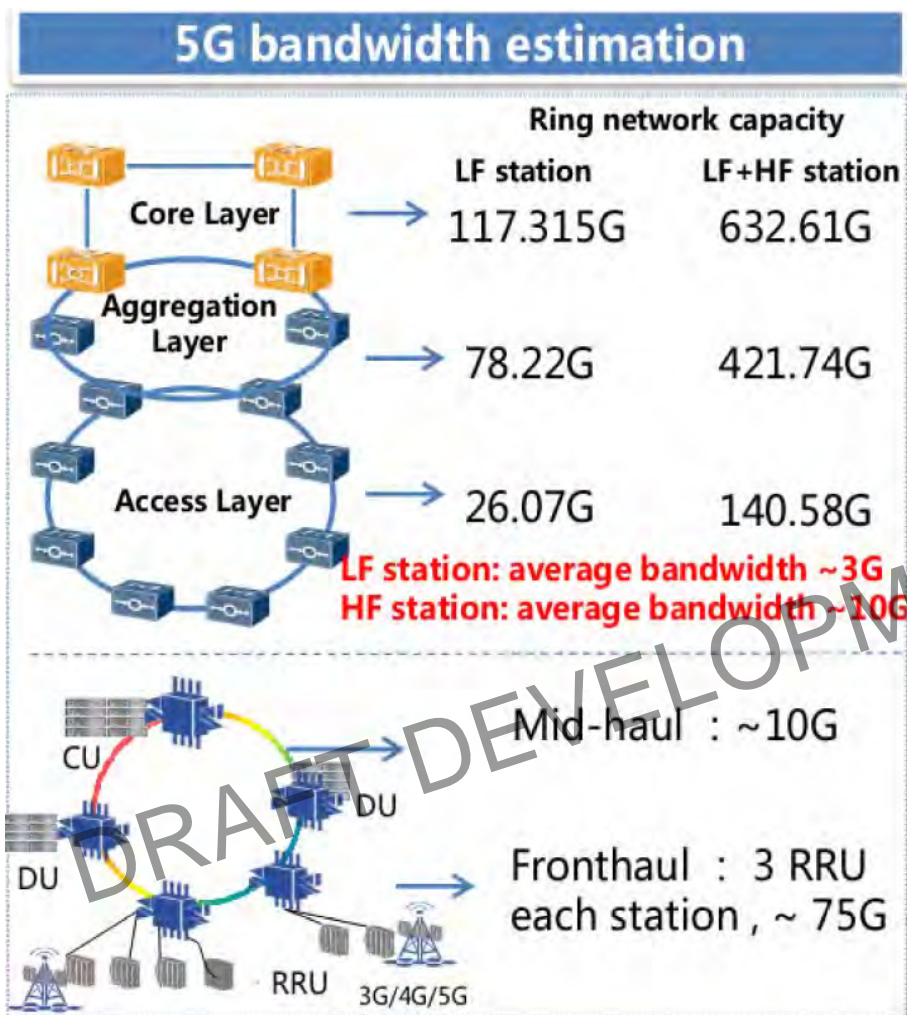 5G bandwidth estimation
Ring network capacity
LF station LF+HF station
Core Layer 117.315G 632.61G
Aggregation
Layer 78.22G 421.74G
Access Layer 26.07G 140.58G
LF station: average bandwidth ~3G
HF station: average bandwidth ~10G
CU Mid-haul : ~10G
DU
DU
Fronthaul : 3 RRU
each station , ~ 75G
RRU
3G/4G/5G
DRAFT DEVELOPM